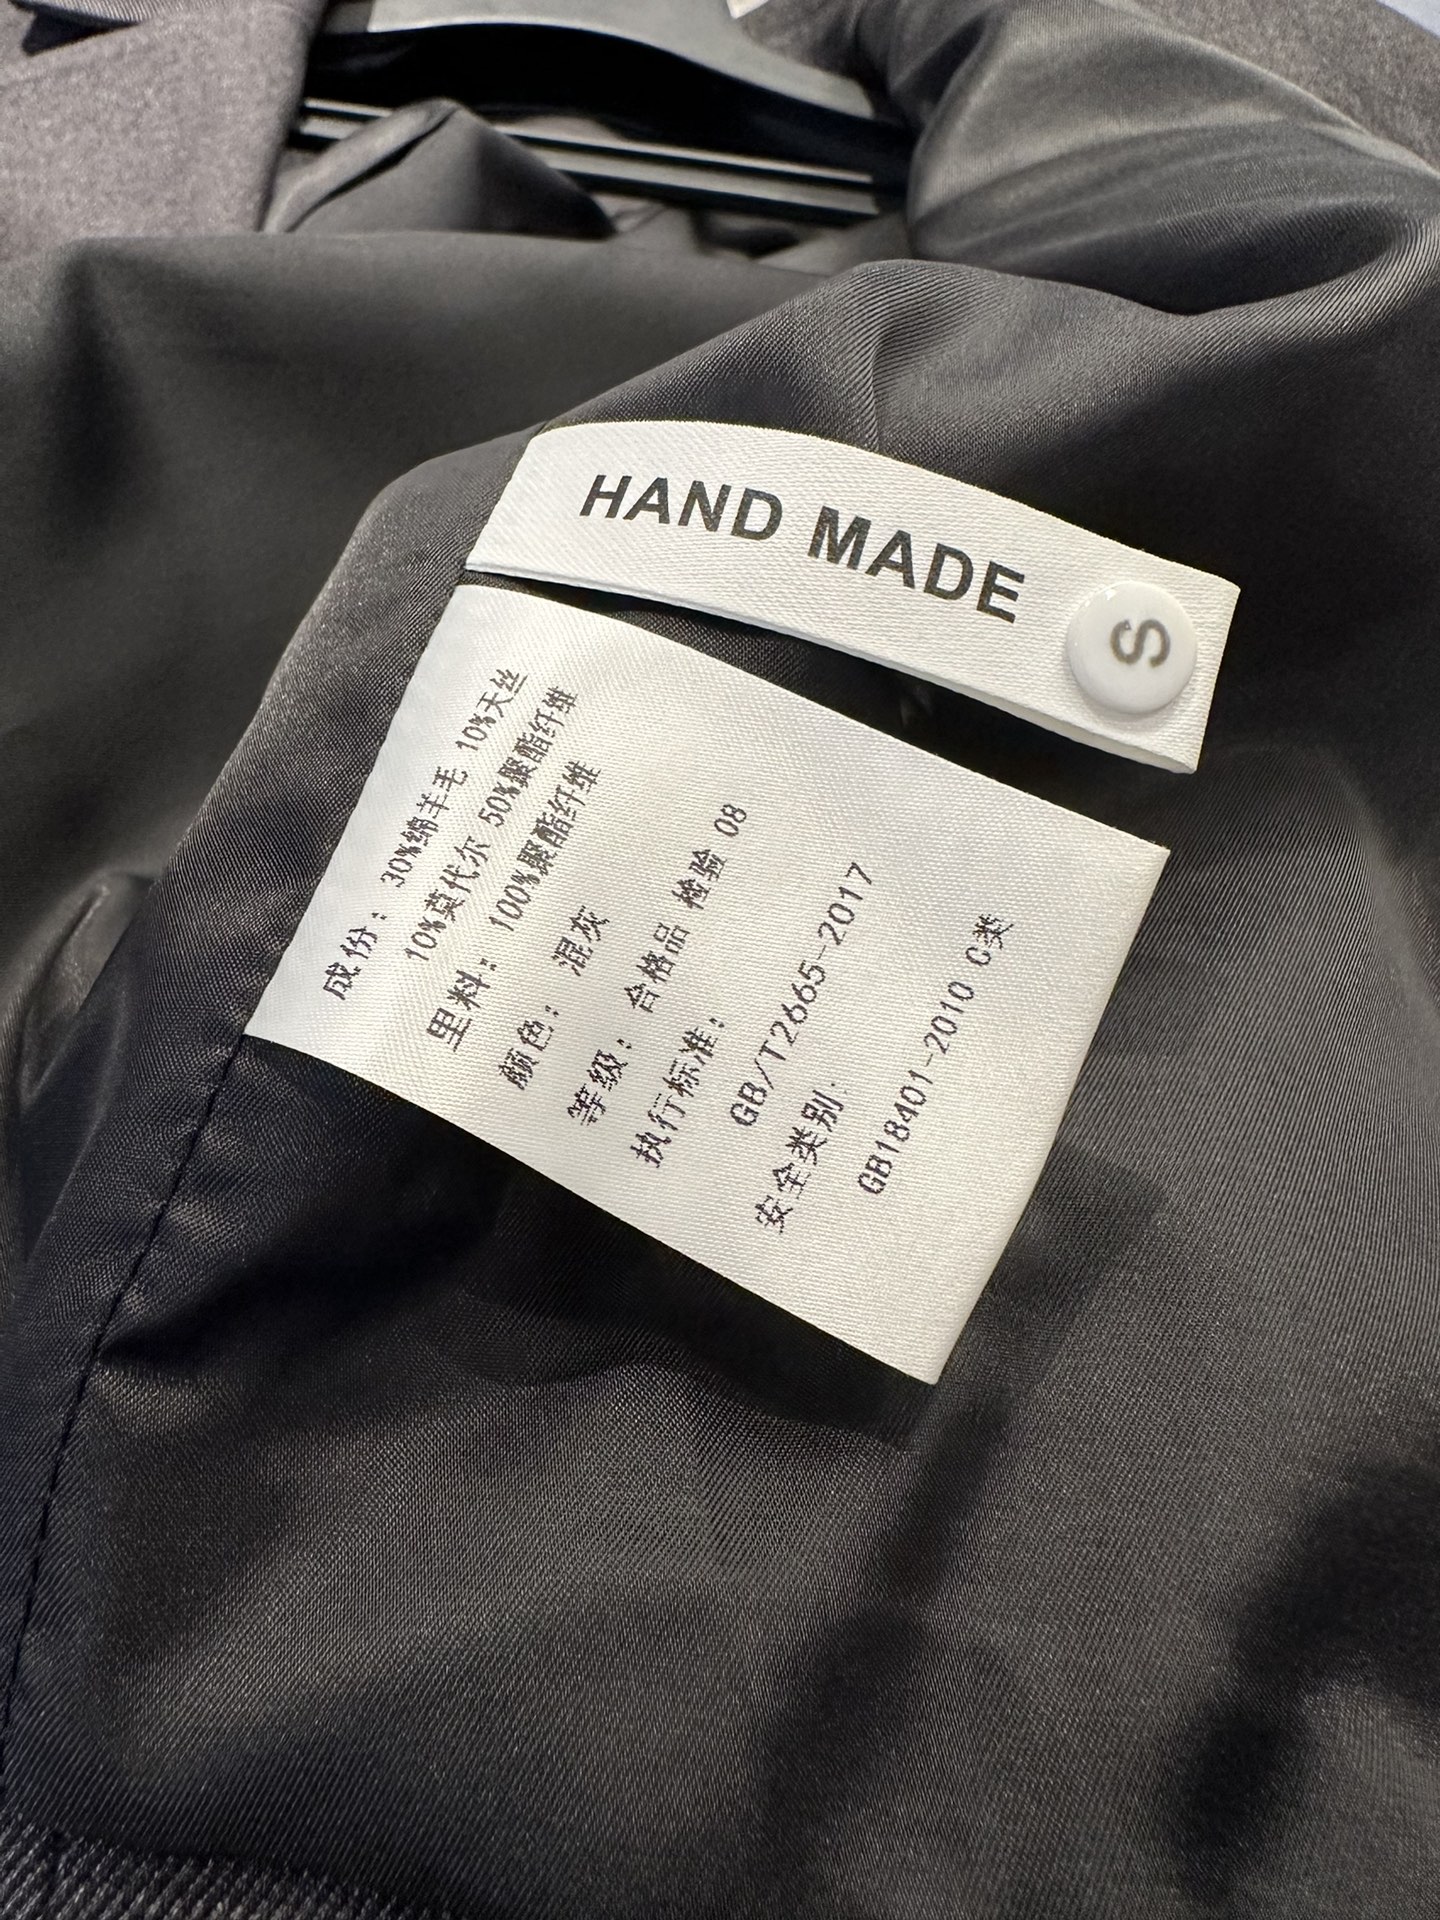 HAND MADE
S
成份：30%绵羊毛 10%天丝
10%莫代尔 50%聚酯纤维
里料：100%聚酯纤维
颜色：混灰
等级：合格品 检验 08
执行标准：
GB/T2665-2017
安全类别:
GB18401-2010 C类